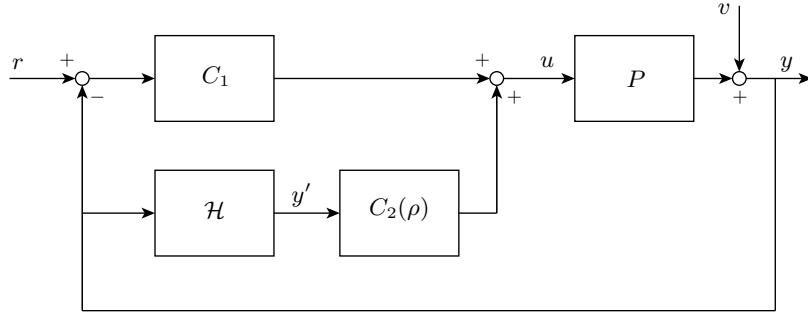 v
r + − C₁ + + u P + y
ℋ y′ C₂(ρ)